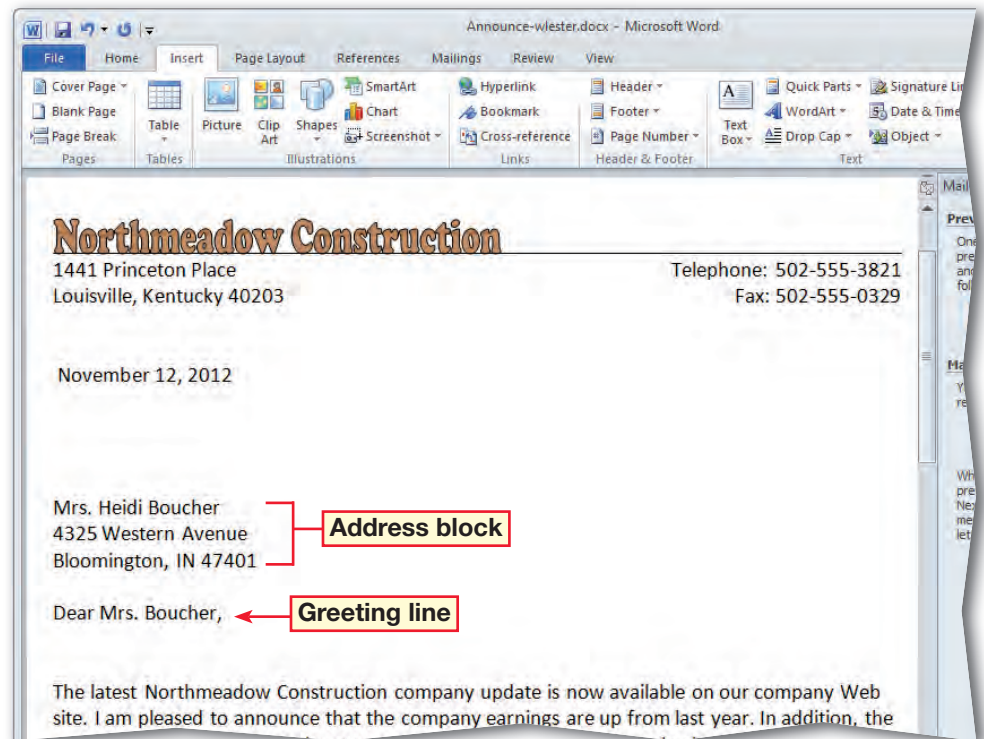 W
Announce-wlester.docx - Microsoft Word
File Home Insert Page Layout References Mailings Review View
Cover Page
Blank Page
Page Break
Pages
Table
Tables
Picture
Clip Art
Shapes
SmartArt
Chart
Screenshot
Illustrations
Hyperlink
Bookmark
Cross-reference
Links
Header
Footer
Page Number
Header & Footer
A
Text Box
Quick Parts
WordArt
Drop Cap
Signature
Date & Time
Object
Text
Northmeadow Construction
1441 Princeton Place
Telephone: 502-555-3821
Louisville, Kentucky 40203
Fax: 502-555-0329
November 12, 2012
Mrs. Heidi Boucher
4325 Western Avenue
Address block
Bloomington, IN 47401
Dear Mrs. Boucher,
Greeting line
The latest Northmeadow Construction company update is now available on our company Web
site. I am pleased to announce that the company earnings are up from last year. In addition, the